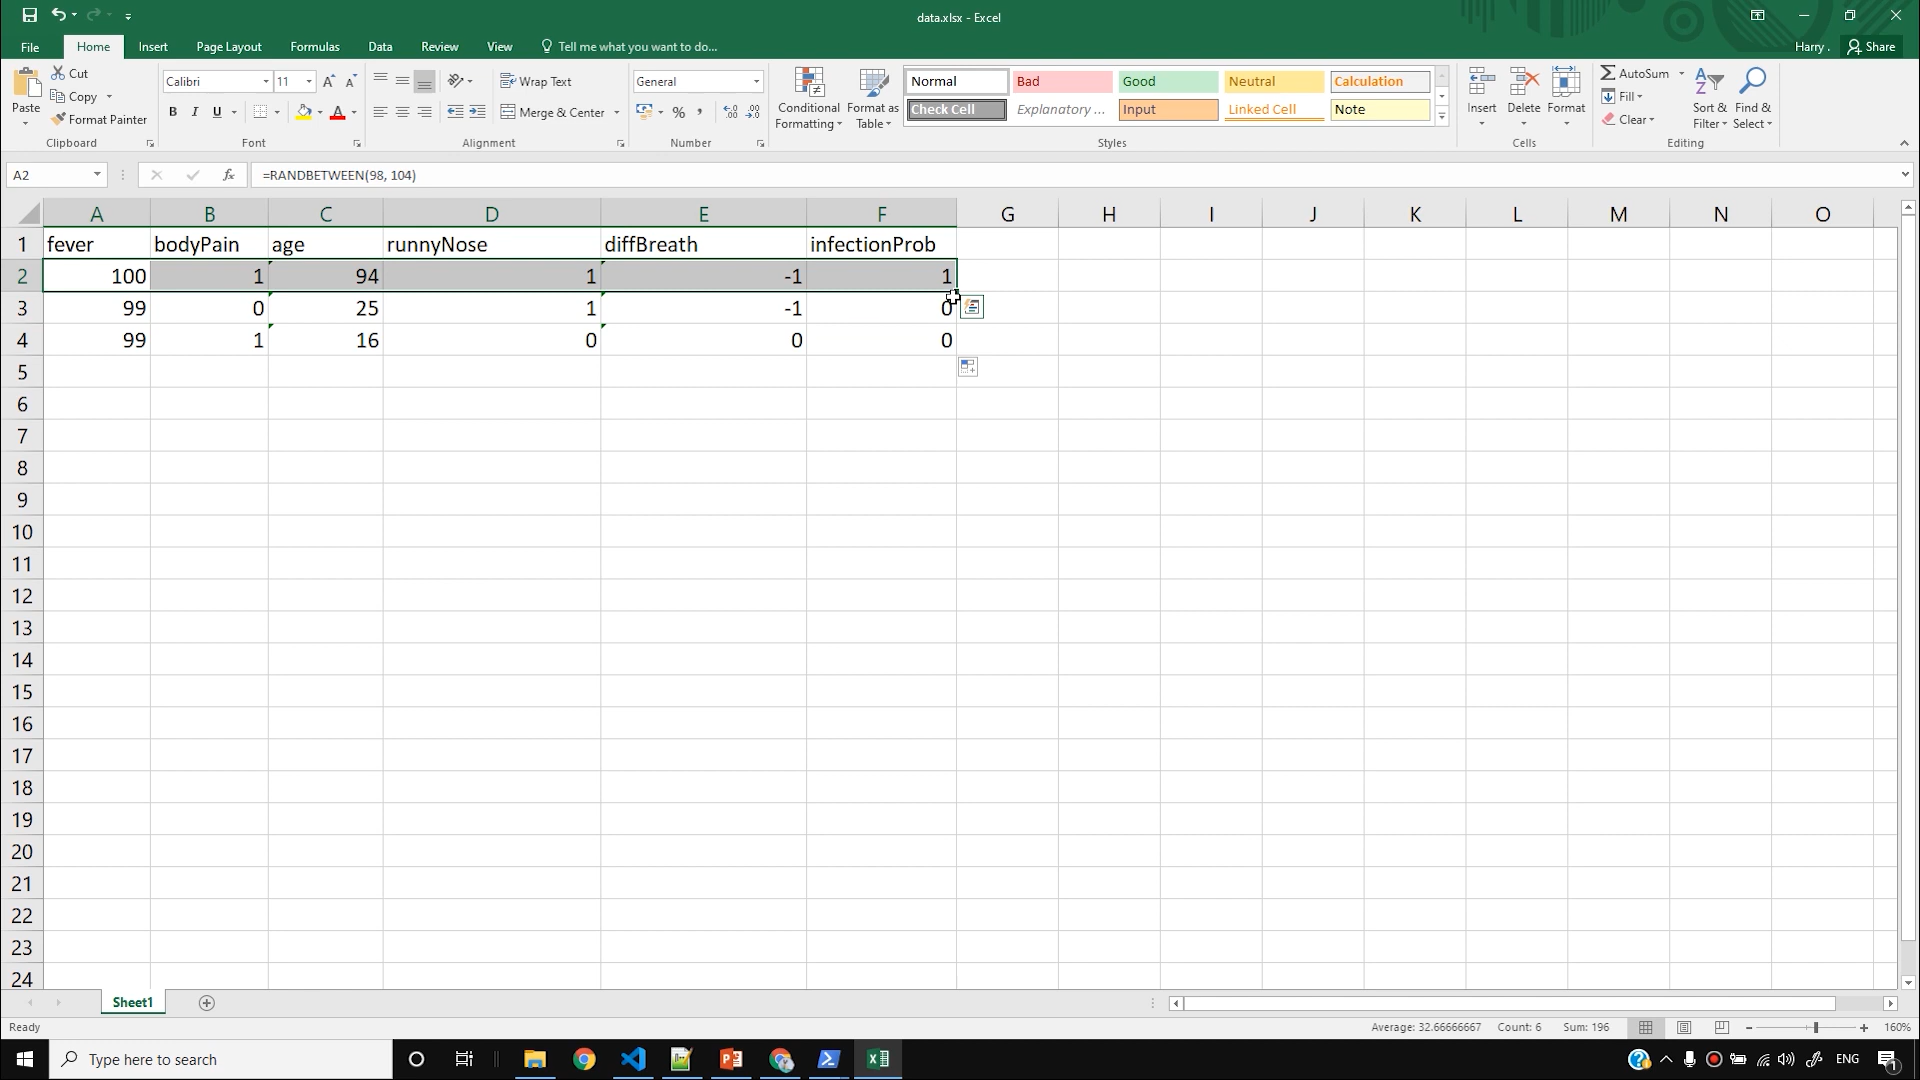 data.xlsx - Excel
File Home Insert Page Layout Formulas Data Review View Tell me what you want to do... Harry . Share
Paste Cut Copy Format Painter Clipboard
Calibri 11 B I U Font
Wrap Text Merge & Center Alignment
General % , Number
Conditional Formatting Format as Table
Normal Bad Good Neutral Calculation
Check Cell Explanatory ... Input Linked Cell Note
Styles
Insert Delete Format Cells
AutoSum Fill Clear Sort & Filter Find & Select Editing
A2 fx =RANDBETWEEN(98, 104)
A B C D E F G H I J K L M N O
1 fever bodyPain age runnyNose diffBreath infectionProb
2 100 1 94 1 -1 1
3 99 0 25 1 -1 0
4 99 1 16 0 0 0
5
6
7
8
9
10
11
12
13
14
15
16
17
18
19
20
21
22
23
24
Sheet1
Ready Average: 32.66666667 Count: 6 Sum: 196 160%
Type here to search ENG 1